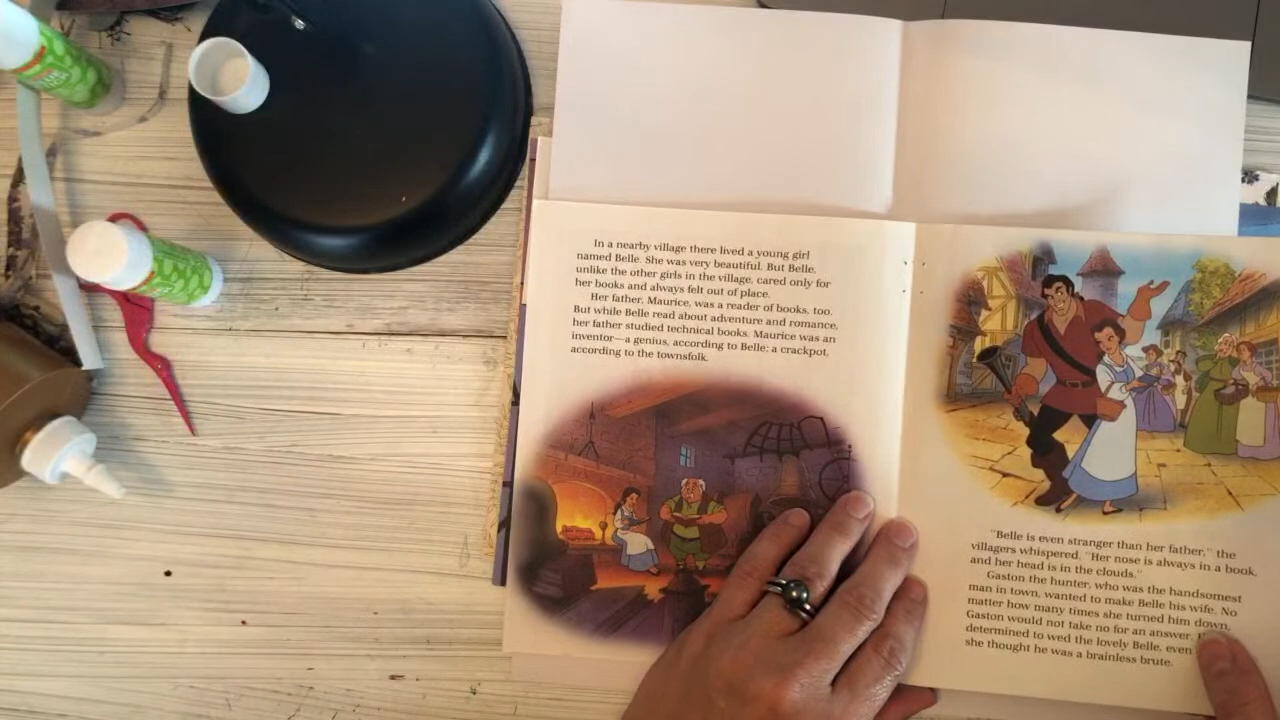 In a nearby village there lived a young girl
named Belle. She was very beautiful. But Belle,
unlike the other girls in the village, cared only for
her books and always felt out of place.
Her father, Maurice, was a reader of books, too.
But while Belle read about adventure and romance,
her father studied technical books. Maurice was an
inventor—a genius, according to Belle; a crackpot,
according to the townsfolk.
"Belle is even stranger than her father," the
villagers whispered. "Her nose is always in a book,
and her head is in the clouds."
Gaston the hunter, who was the handsomest
man in town, wanted to make Belle his wife. No
matter how many times she turned him down,
Gaston would not take no for an answer.
determined to wed the lovely Belle, even
she thought he was a brainless brute.